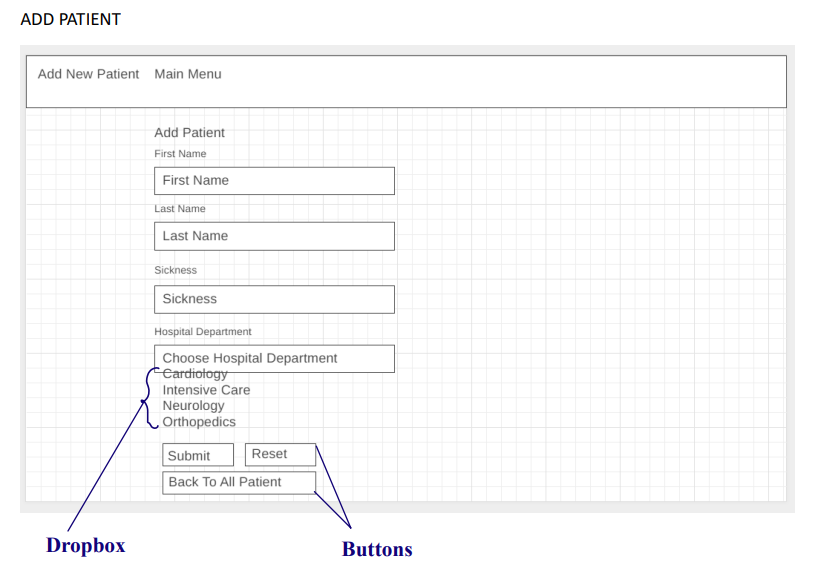 ADD PATIENT
Add New Patient Main Menu
Add Patient
First Name
First Name
Last Name
Last Name
Sickness
Sickness
Hospital Department
Choose Hospital Department
Cardiology
Intensive Care
Neurology
Orthopedics
Submit Reset
Back To All Patient
Dropbox
Buttons